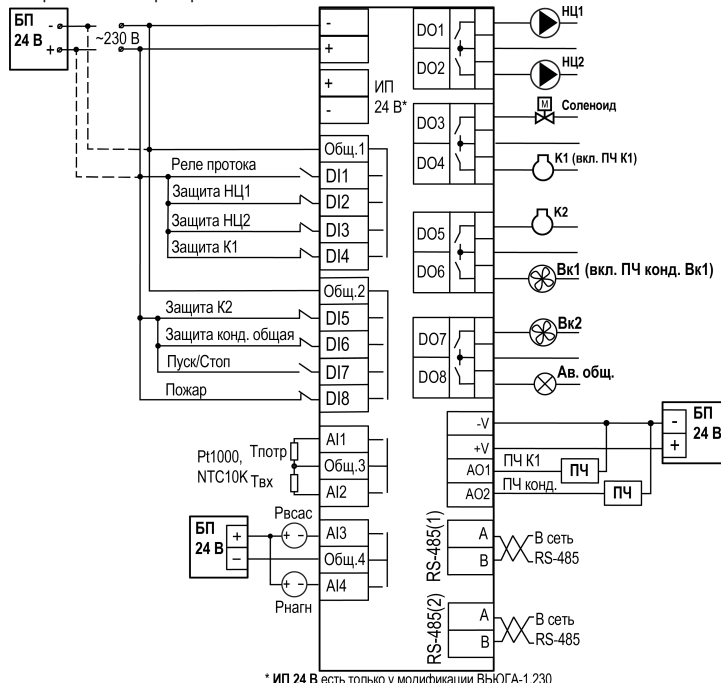 БП
24 В
-
+
~230 В
-
+
+
-
ИП
24 В*
Общ.1
Реле протока
DI1
Защита НЦ1
DI2
Защита НЦ2
DI3
Защита К1
DI4
Общ.2
Защита К2
DI5
Защита конд. общая
DI6
Пуск/Стоп
DI7
Пожар
DI8
Pt1000,
NTC10K
Тпотр
Твх
AI1
Общ.3
AI2
БП
24 В
+
–
Рвсас
+ -
AI3
Общ.4
+ -
AI4
Рнагн
DO1
НЦ1
DO2
НЦ2
DO3
M
Соленоид
DO4
К1 (вкл. ПЧ К1)
DO5
К2
DO6
Вк1 (вкл. ПЧ конд. Вк1)
DO7
Вк2
DO8
Ав. общ.
-V
+V
AO1
ПЧ К1
ПЧ
AO2
ПЧ конд.
ПЧ
-
+
БП
24 В
RS-485(1)
A
B
В сеть
RS-485
RS-485(2)
A
B
В сеть
RS-485
* ИП 24 В есть только у модификации ВЬЮГА-1.230